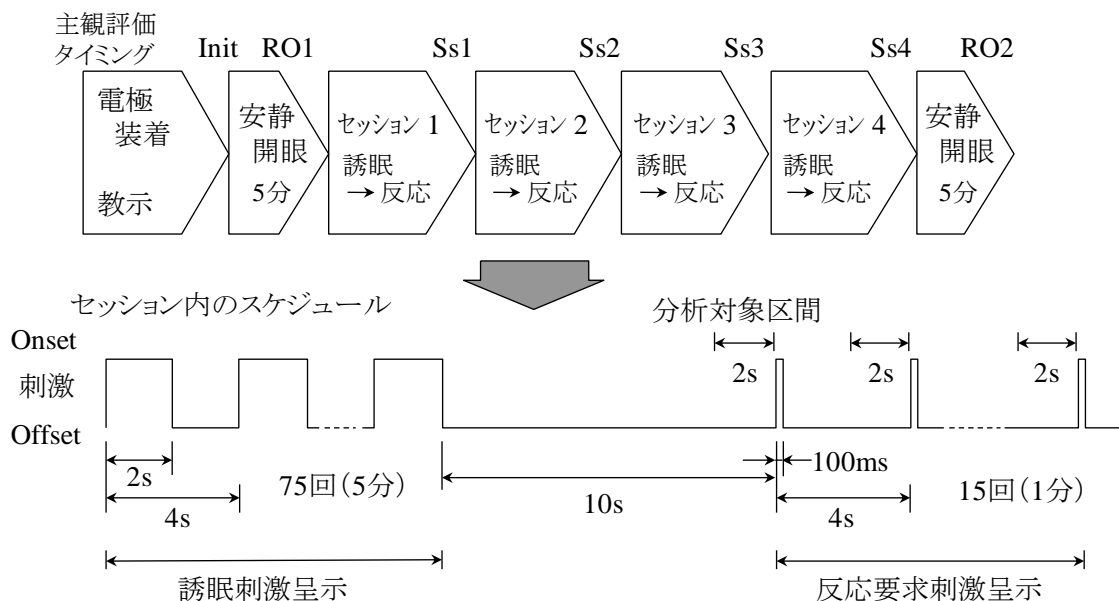 主観評価
タイミング
Init
RO1
Ss1
Ss2
Ss3
Ss4
RO2
電極
装着
教示
安静
開眼
5分
セッション 1
誘眠
→ 反応
セッション 2
誘眠
→ 反応
セッション 3
誘眠
→ 反応
セッション 4
誘眠
→ 反応
安静
開眼
5分
セッション内のスケジュール
分析対象区間
Onset
刺激
Offset
2s
2s
2s
2s
4s
75回(5分)
10s
100ms
4s
15回(1分)
誘眠刺激呈示
反応要求刺激呈示